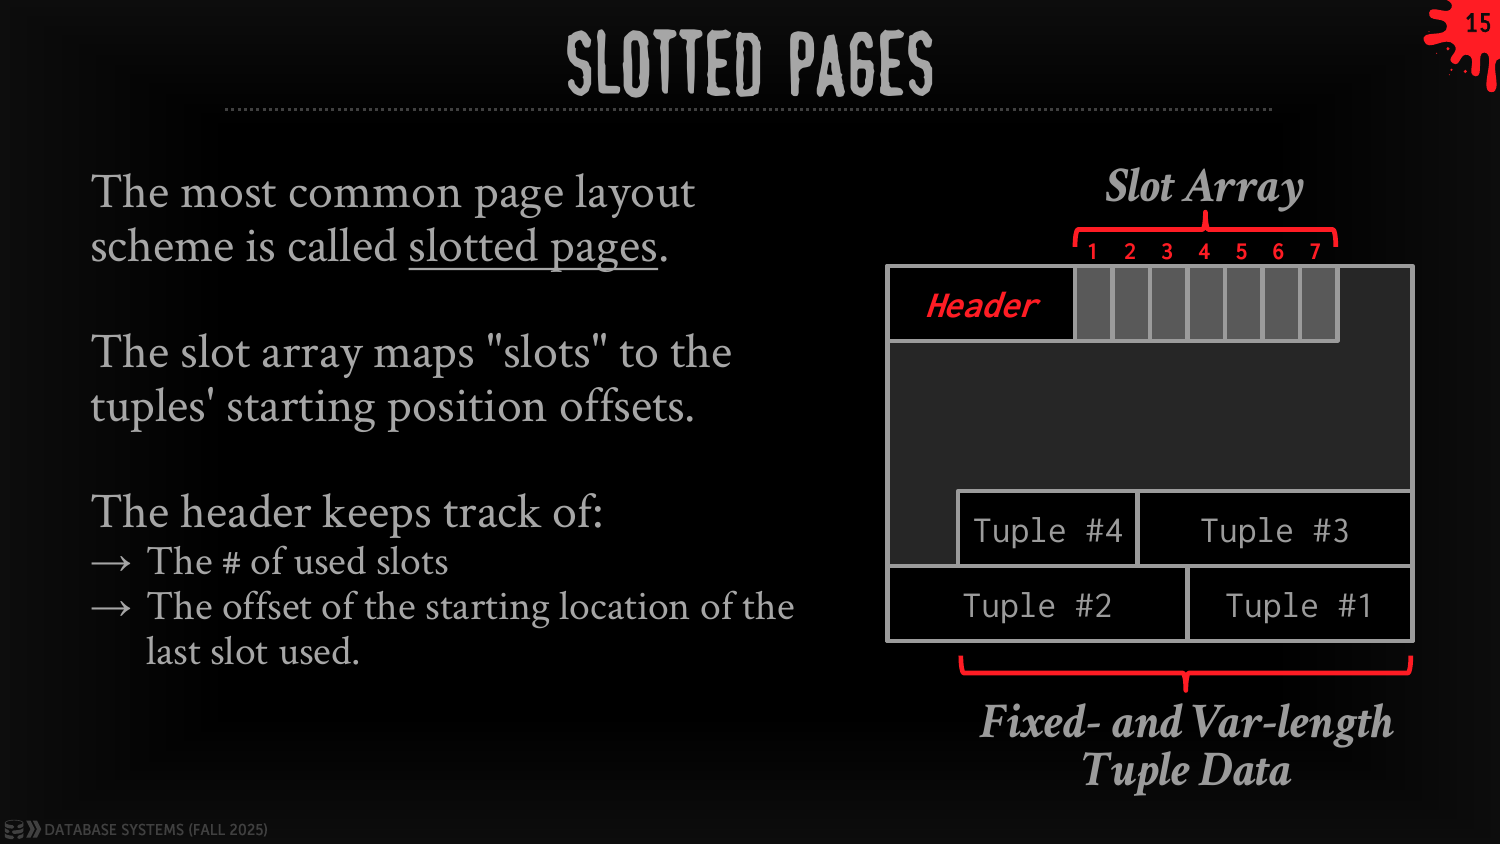 15
SLOTTED PAGES
The most common page layout
scheme is called slotted pages.
The slot array maps "slots" to the
tuples' starting position offsets.
The header keeps track of:
→ The # of used slots
→ The offset of the starting location of the
last slot used.
Slot Array
1 2 3 4 5 6 7
Header
Tuple #4 Tuple #3
Tuple #2 Tuple #1
Fixed- and Var-length
Tuple Data
DATABASE SYSTEMS (FALL 2025)